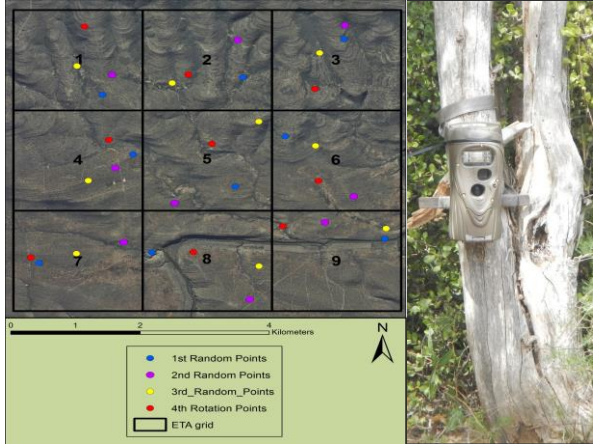 1 2 3
4 5 6
7 8 9
0 1 2 4
Kilometers
N
1st Random Points
2nd Random Points
3rd_Random_Points
4th Rotation Points
ETA grid